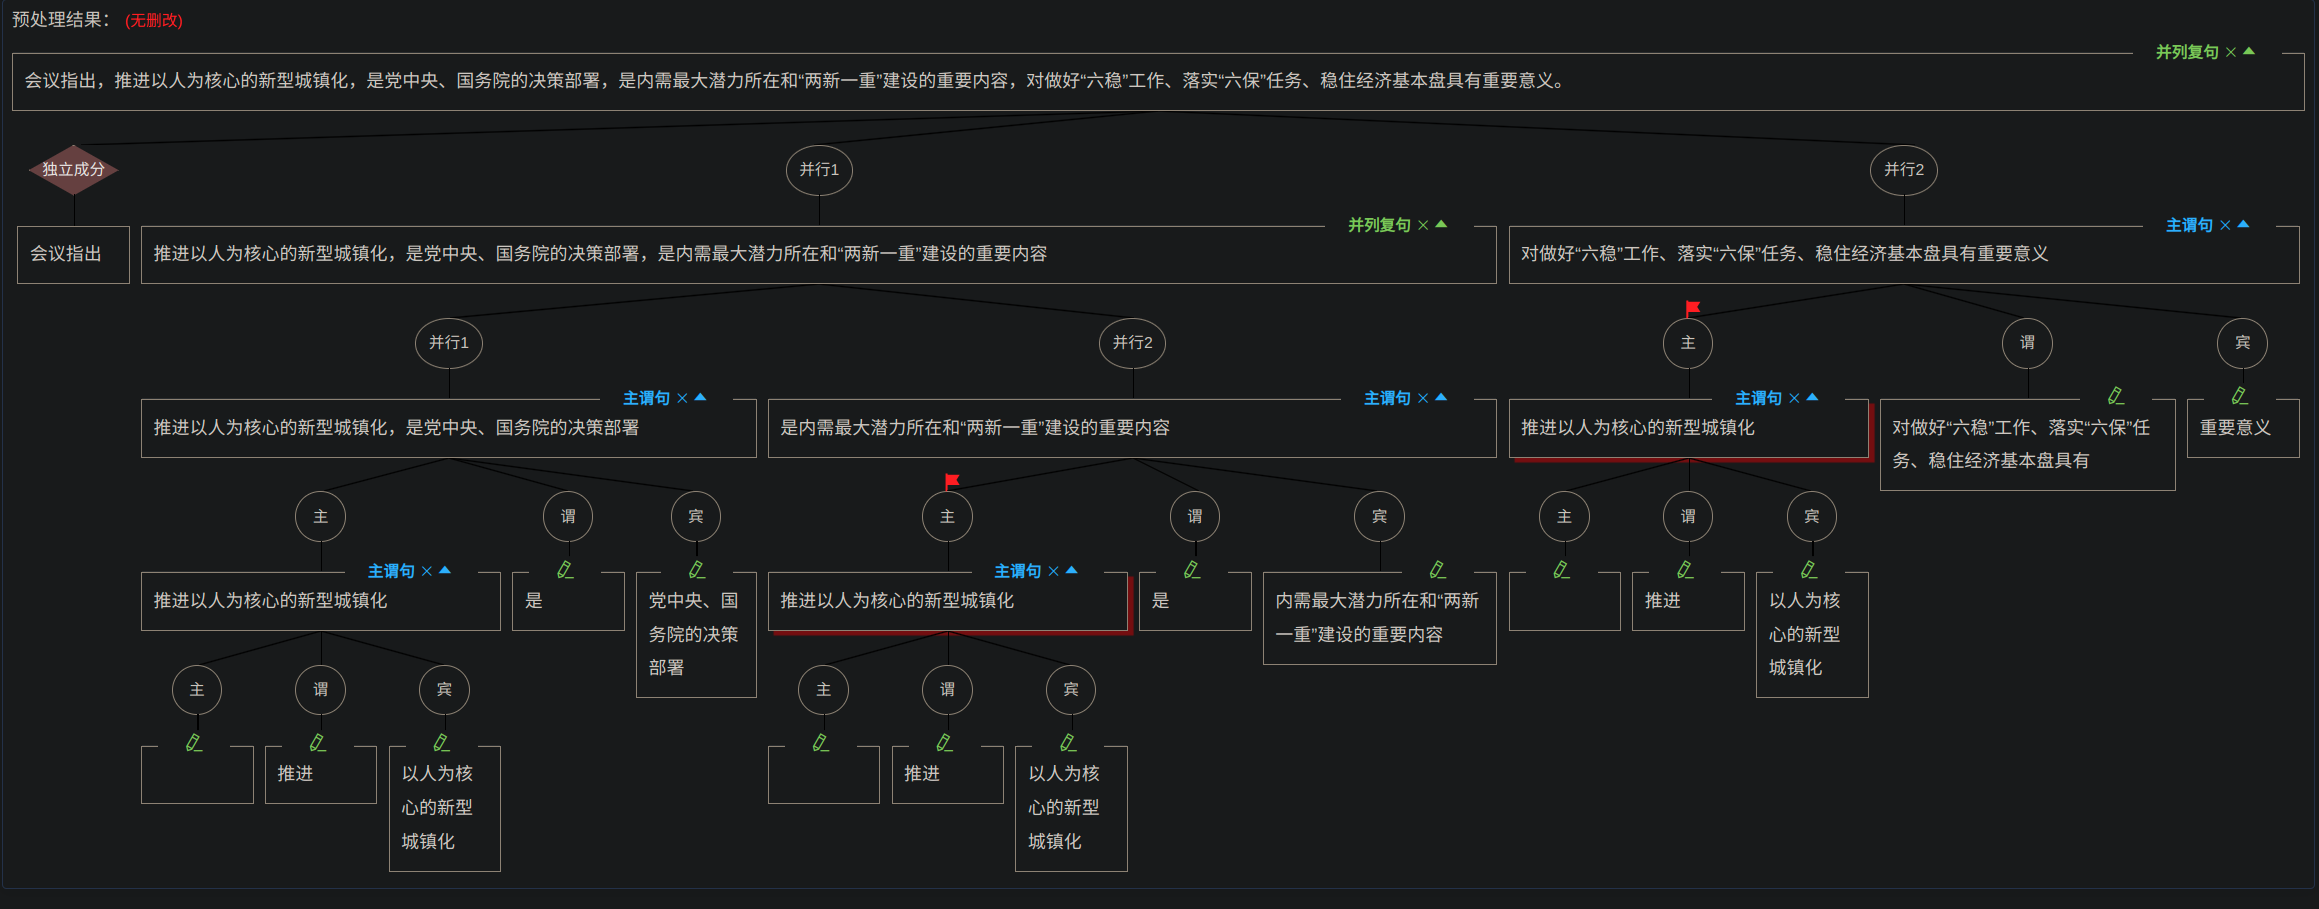 预处理结果： (无删改)
并列复句
会议指出，推进以人为核心的新型城镇化，是党中央、国务院的决策部署，是内需最大潜力所在和“两新一重”建设的重要内容，对做好“六稳”工作、落实“六保”任务、稳住经济基本盘具有重要意义。
独立成分
并行1
并行2
并列复句
主谓句
会议指出
推进以人为核心的新型城镇化，是党中央、国务院的决策部署，是内需最大潜力所在和“两新一重”建设的重要内容
对做好“六稳”工作、落实“六保”任务、稳住经济基本盘具有重要意义
并行1
并行2
主
谓
宾
主谓句
主谓句
主谓句
推进以人为核心的新型城镇化，是党中央、国务院的决策部署
是内需最大潜力所在和“两新一重”建设的重要内容
推进以人为核心的新型城镇化
对做好“六稳”工作、落实“六保”任
务、稳住经济基本盘具有
重要意义
主
谓
宾
主
谓
宾
主
谓
宾
主谓句
主谓句
推进以人为核心的新型城镇化
是
党中央、国
务院的决策
部署
推进以人为核心的新型城镇化
是
内需最大潜力所在和“两新
一重”建设的重要内容
推进
以人为核
心的新型
城镇化
主
谓
宾
主
谓
宾
推进
以人为核
心的新型
城镇化
推进
以人为核
心的新型
城镇化